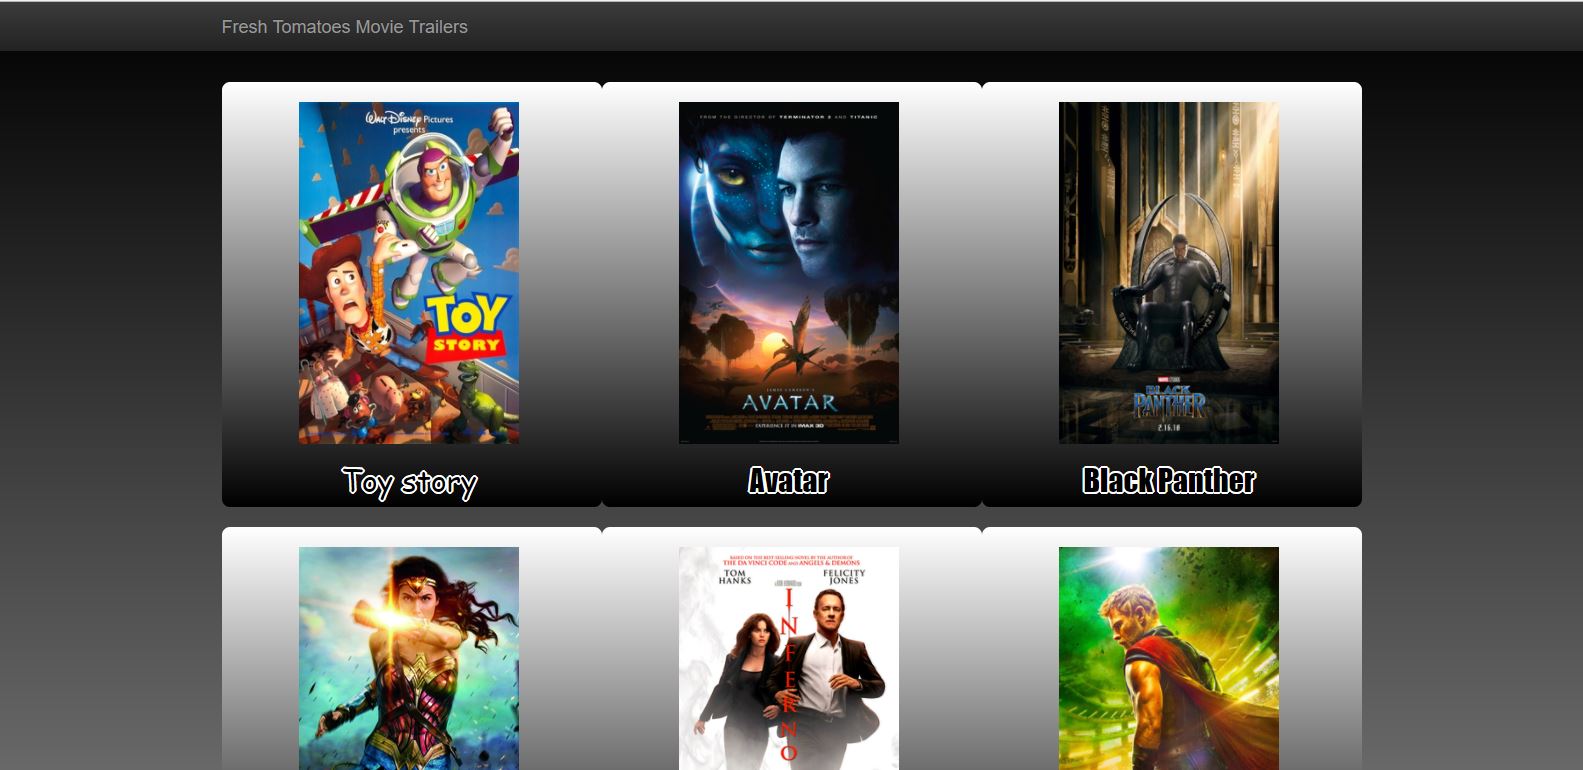 Fresh Tomatoes Movie Trailers
WALT DISNEY Pictures
presents
TOY
STORY
FROM THE DIRECTOR OF TERMINATOR 2 AND TITANIC
JAMES CAMERON'S
AVATAR
EXPERIENCE IT IN IMAX 3D
MARVEL STUDIOS
BLACK
PANTHER
2.16.18
Toy story
Avatar
Black Panther
BASED ON THE BEST-SELLING NOVEL BY THE AUTHOR OF
THE DA VINCI CODE AND ANGELS & DEMONS
TOM
HANKS
FELICITY
JONES
INFERNO